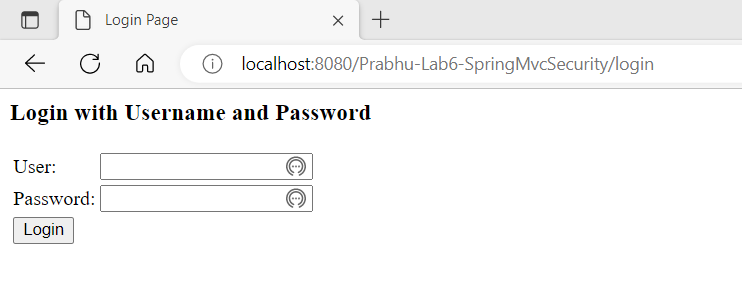 Login Page
localhost:8080/Prabhu-Lab6-SpringMvcSecurity/login
Login with Username and Password
User:
Password:
Login